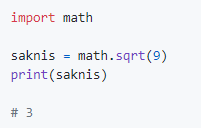 import math
saknis = math.sqrt(9)
print(saknis)
# 3